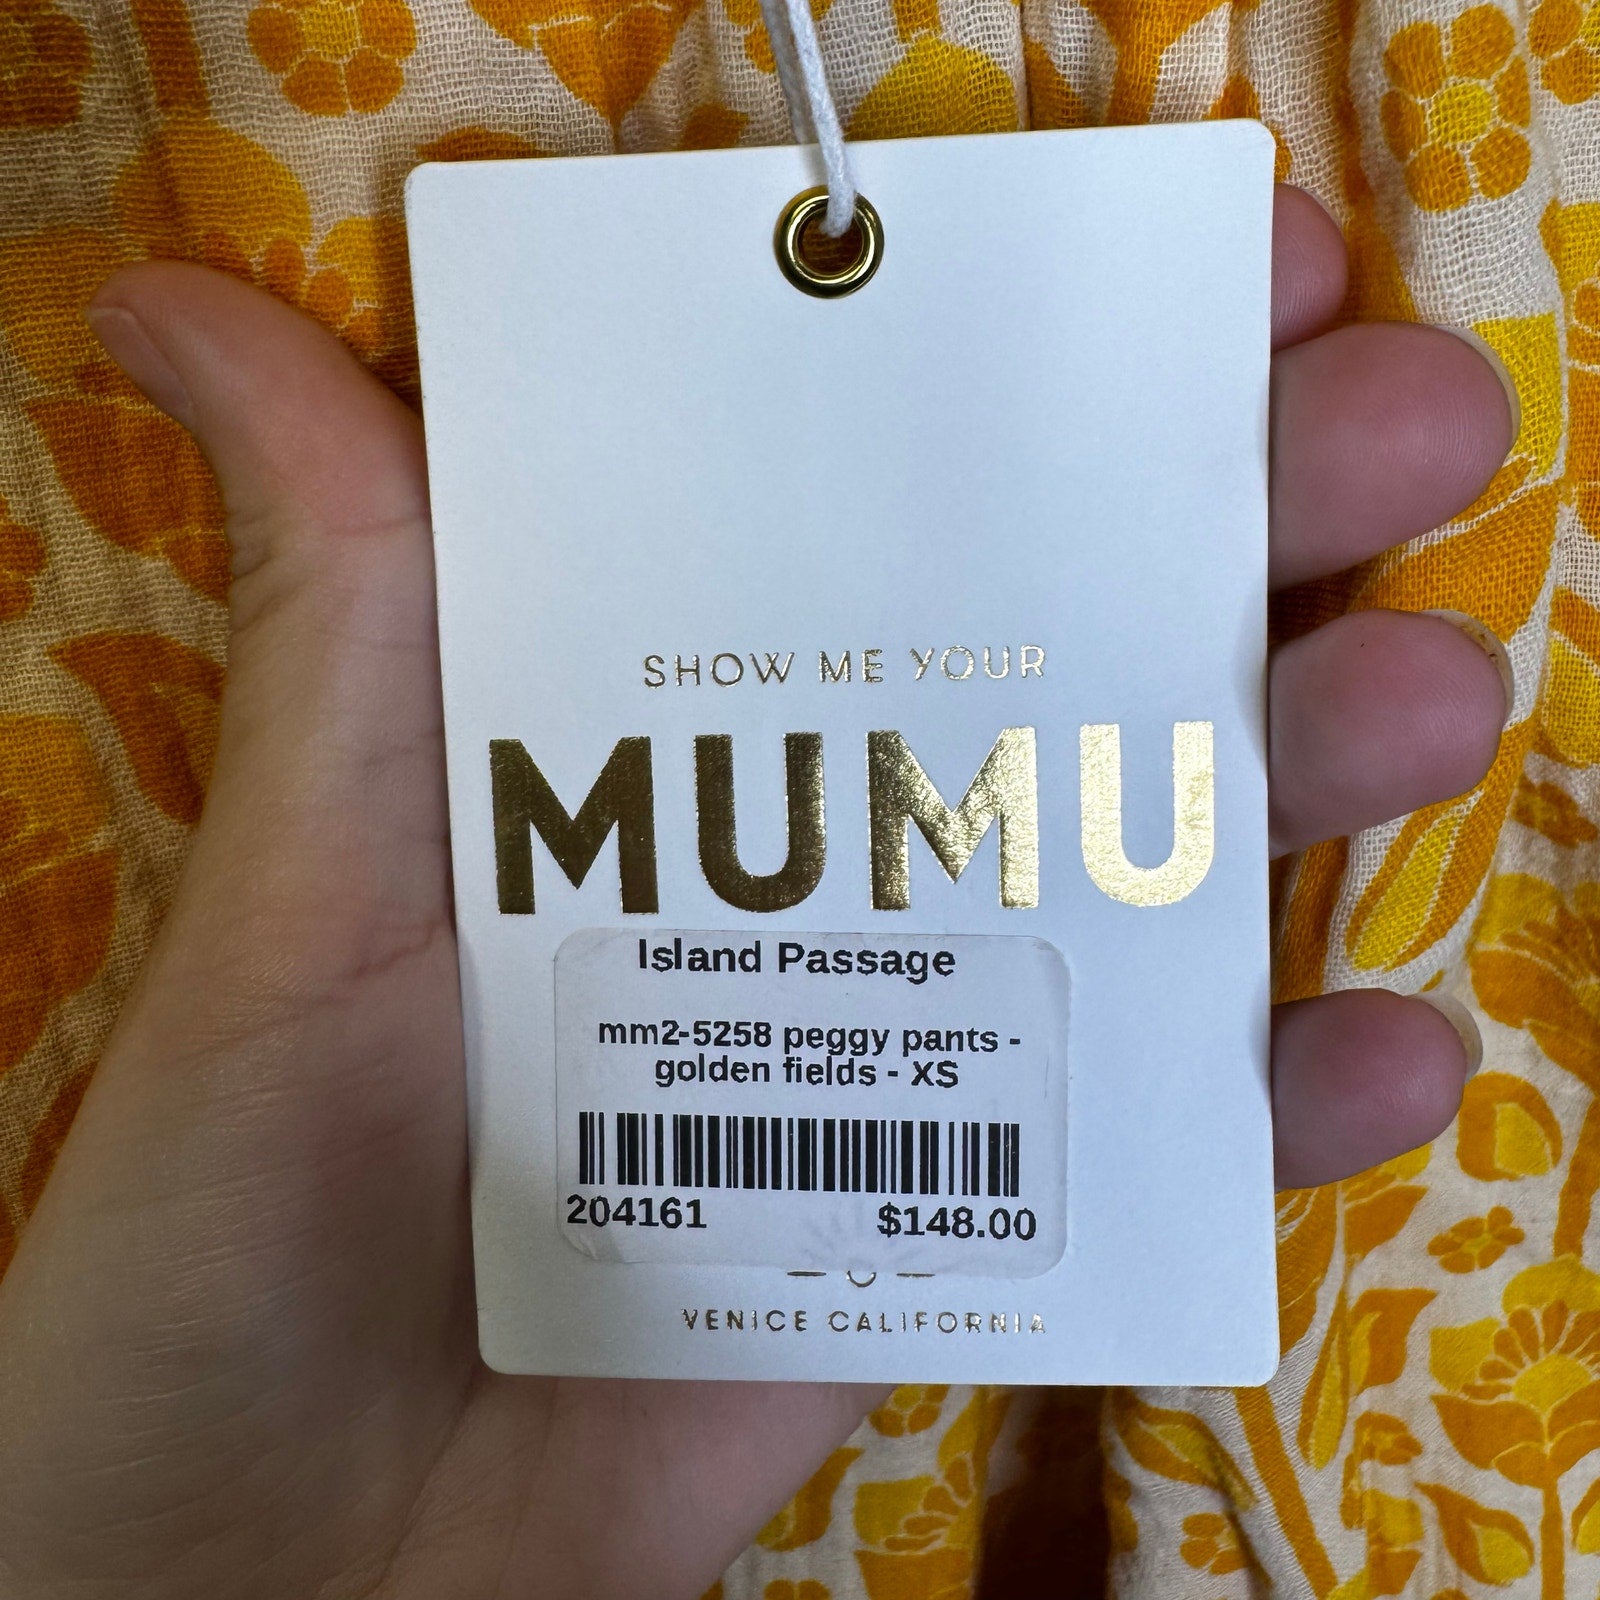 SHOW ME YOUR
MUMU
Island Passage
mm2-5258 peggy pants -
golden fields - XS
204161 $148.00
VENICE CALIFORNIA